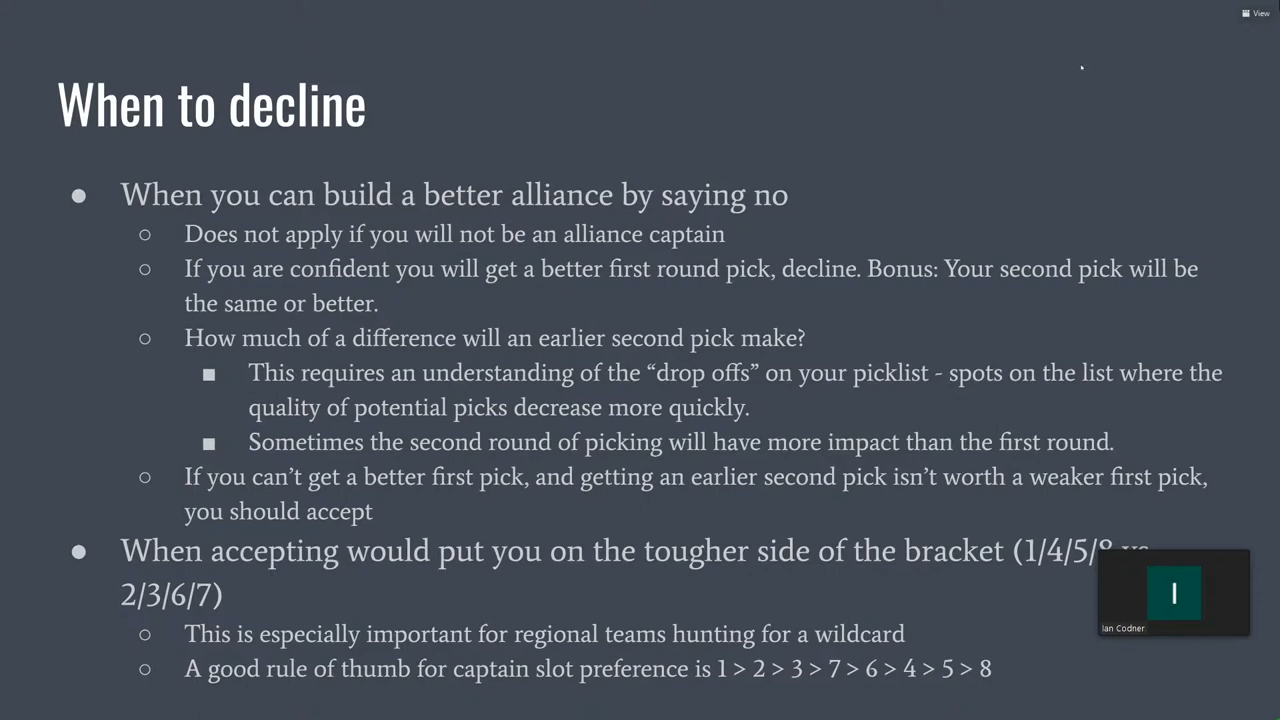 View
When to decline
● When you can build a better alliance by saying no
○ Does not apply if you will not be an alliance captain
○ If you are confident you will get a better first round pick, decline. Bonus: Your second pick will be
the same or better.
○ How much of a difference will an earlier second pick make?
■ This requires an understanding of the “drop offs” on your picklist - spots on the list where the
quality of potential picks decrease more quickly.
■ Sometimes the second round of picking will have more impact than the first round.
○ If you can’t get a better first pick, and getting an earlier second pick isn’t worth a weaker first pick,
you should accept
● When accepting would put you on the tougher side of the bracket (1/4/5/8 vs
2/3/6/7)
○ This is especially important for regional teams hunting for a wildcard
○ A good rule of thumb for captain slot preference is 1 > 2 > 3 > 7 > 6 > 4 > 5 > 8
I
Ian Codner